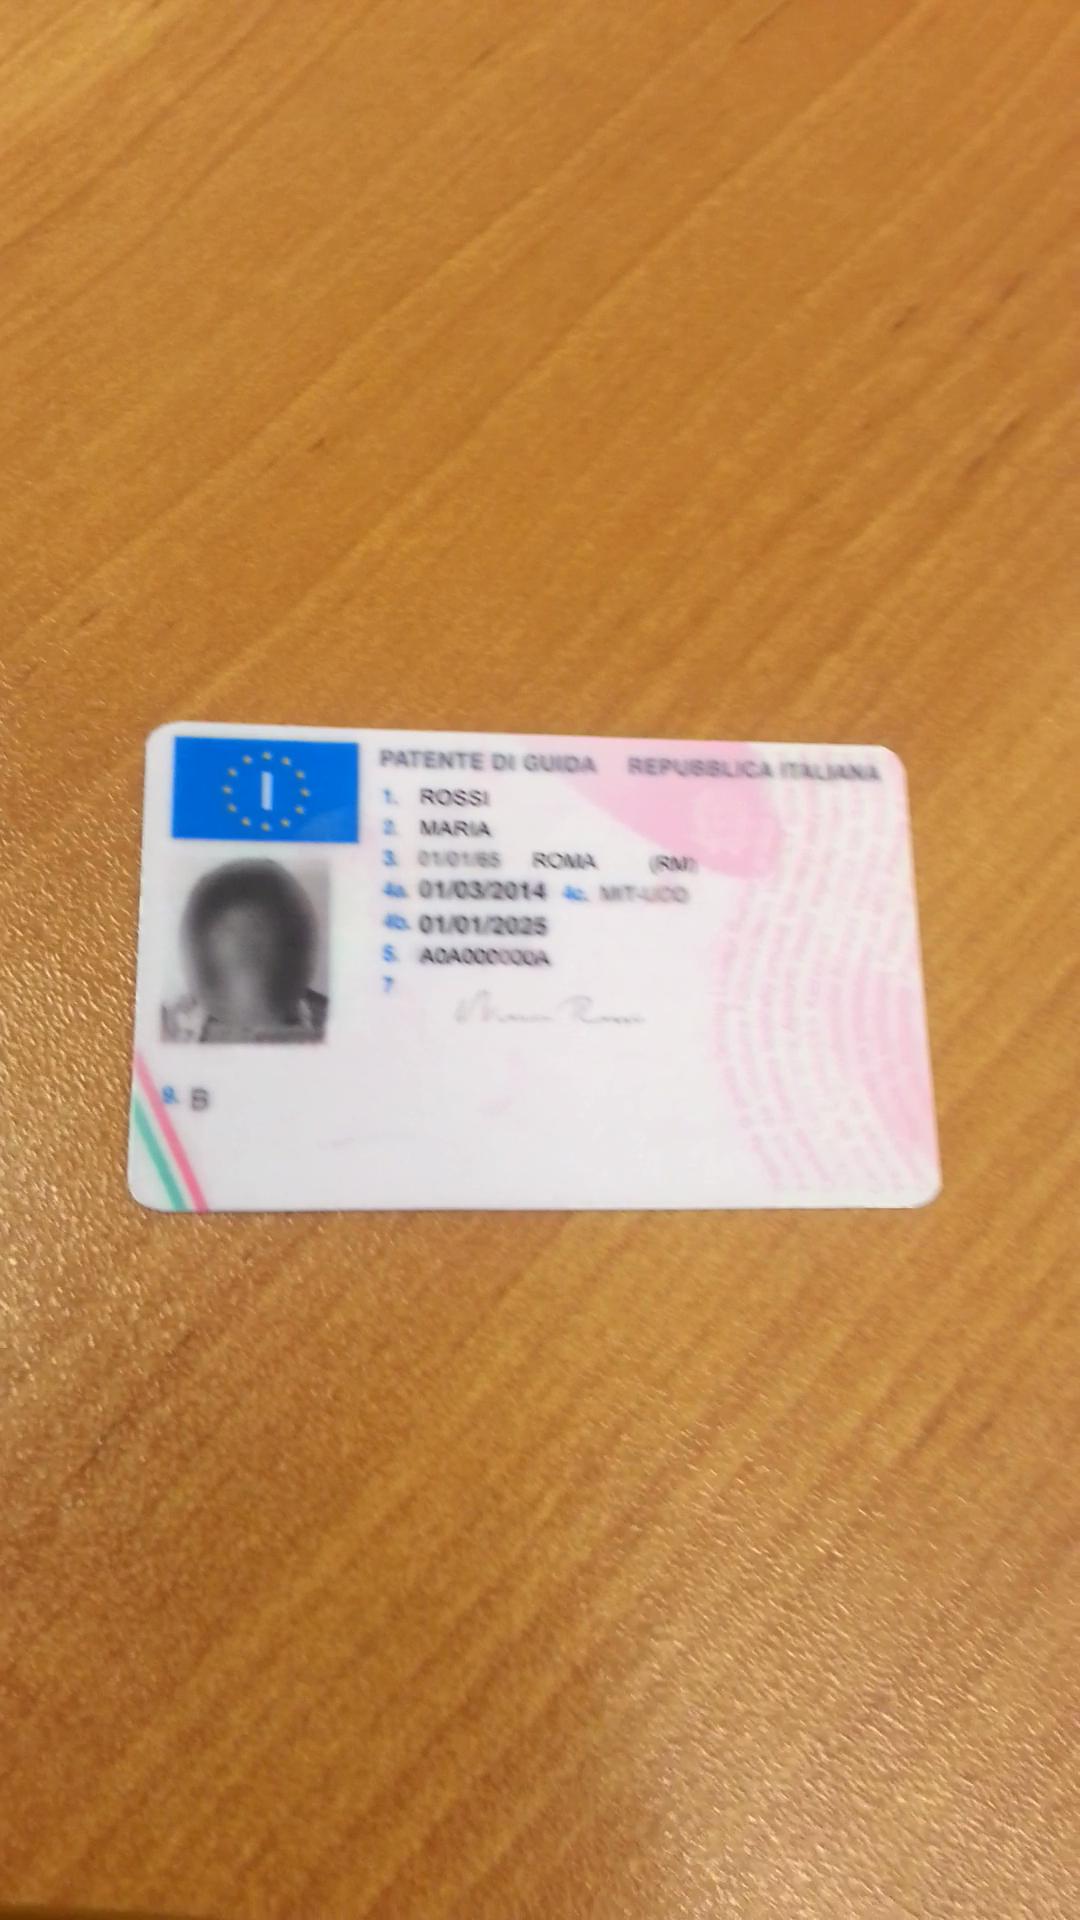 I
PATENTE DI GUIDA REPUBBLICA ITALIANA
1. ROSSI
2. MARIA
3. 01/01/65 ROMA (RM)
4a. 01/03/2014 4c. MIT-UCO
4b. 01/01/2025
5. A0A000000A
7
Maria Rossi
9. B